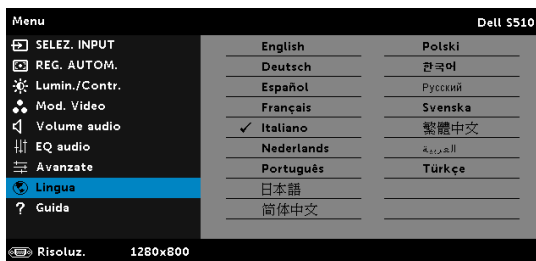 Menu Dell S510
SELEZ. INPUT
REG. AUTOM.
Lumin./Contr.
Mod. Video
Volume audio
EQ audio
Avanzate
Lingua
Guida
English Polski
Deutsch 한국어
Español Русский
Français Svenska
Italiano 繁體中文
Nederlands العربية
Português Türkçe
日本語
简体中文
Risoluz. 1280x800